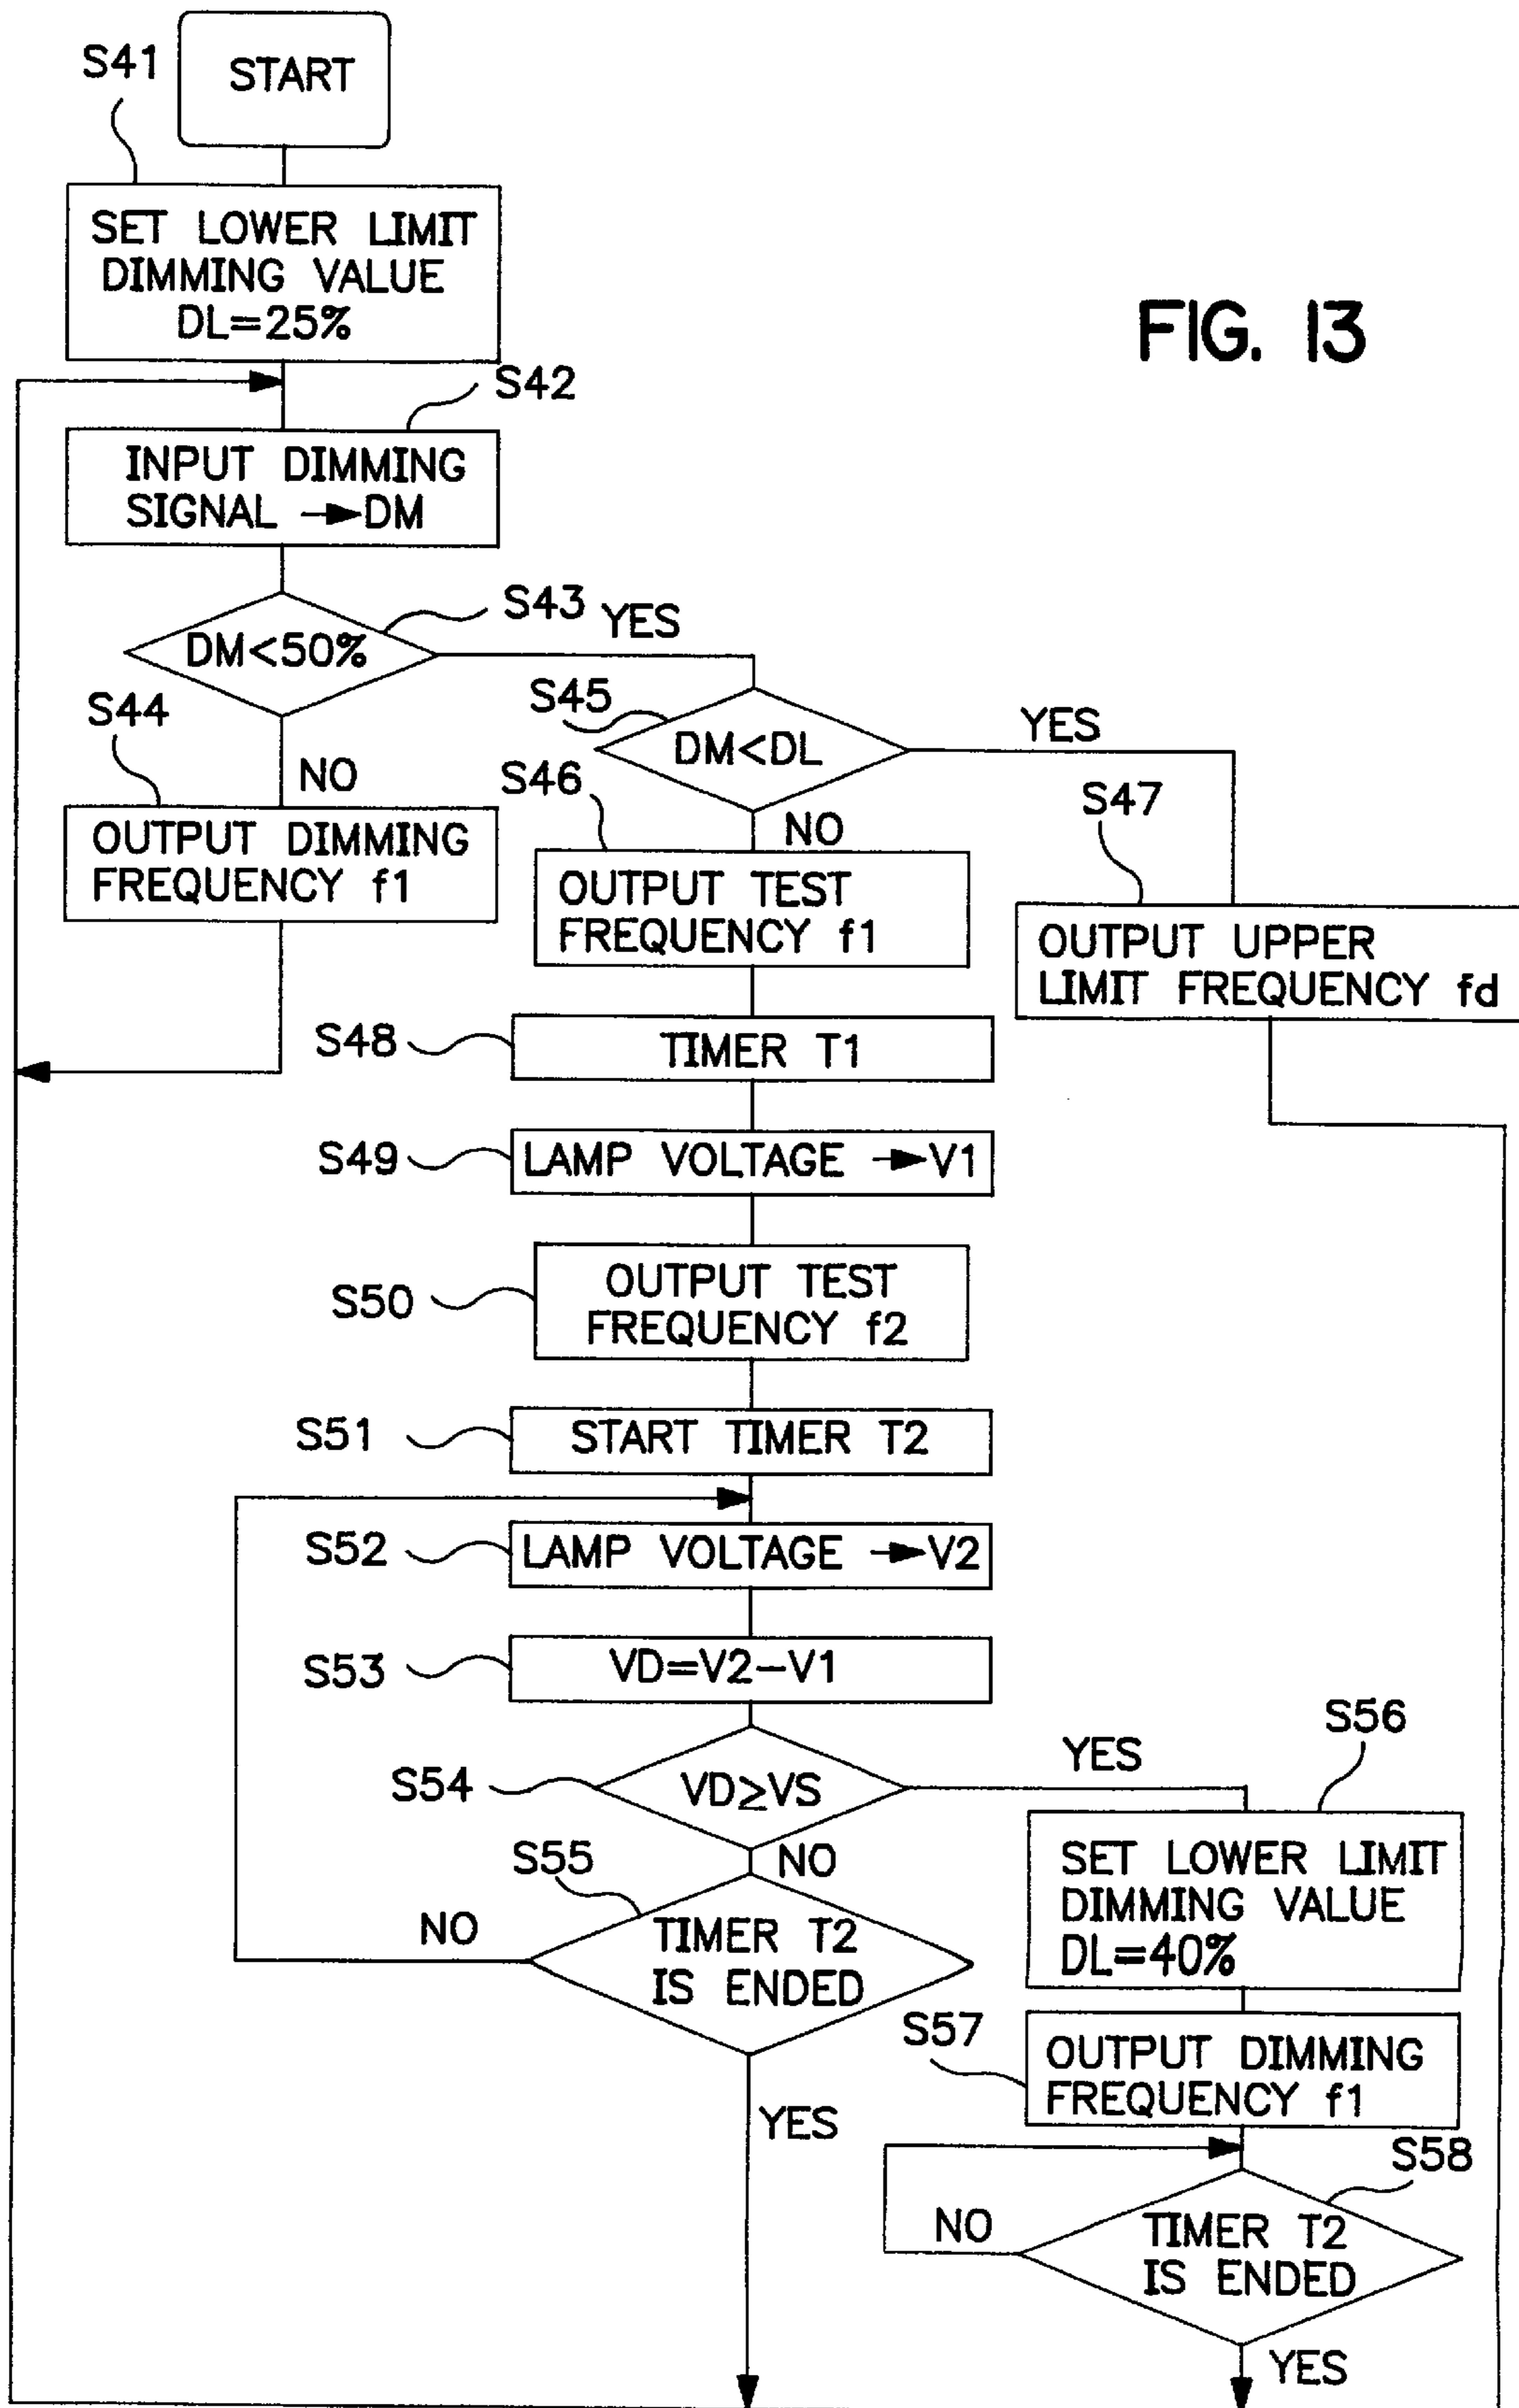 START
S41
SET LOWER LIMIT
DIMMING VALUE
DL=25%
FIG. 13
S42
INPUT DIMMING
SIGNAL →DM
S43
YES
DM<50%
S44
NO
OUTPUT DIMMING
FREQUENCY f1
S45
DM<DL
YES
S46
NO
OUTPUT TEST
FREQUENCY f1
S47
OUTPUT UPPER
LIMIT FREQUENCY fd
S48
TIMER T1
S49
LAMP VOLTAGE →V1
S50
OUTPUT TEST
FREQUENCY f2
S51
START TIMER T2
S52
LAMP VOLTAGE →V2
S53
VD=V2-V1
S54
VD≥VS
YES
S56
NO
S55
SET LOWER LIMIT
DIMMING VALUE
DL=40%
NO
TIMER T2
IS ENDED
S57
OUTPUT DIMMING
FREQUENCY f1
YES
S58
NO
TIMER T2
IS ENDED
YES